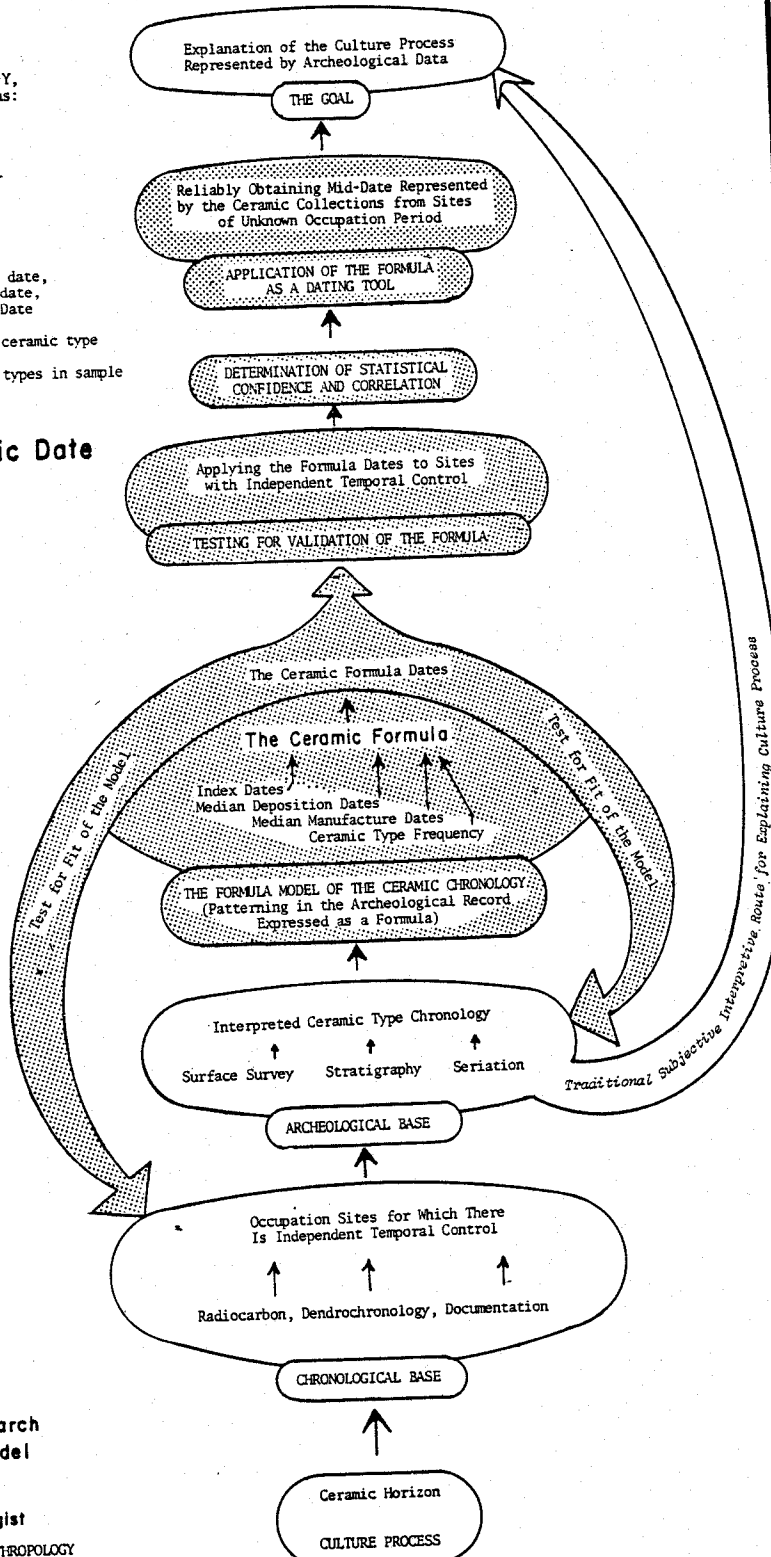 Explanation of the Culture Process
Represented by Archeological Data
THE GOAL
Reliably Obtaining Mid-Date Represented
by the Ceramic Collections from Sites
of Unknown Occupation Period
APPLICATION OF THE FORMULA
AS A DATING TOOL
date,
date,
Date
ceramic type
types in sample
DETERMINATION OF STATISTICAL
CONFIDENCE AND CORRELATION
ic Date
Applying the Formula Dates to Sites
with Independent Temporal Control
TESTING FOR VALIDATION OF THE FORMULA
The Ceramic Formula Dates
The Ceramic Formula
Index Dates
Median Deposition Dates
Median Manufacture Dates
Ceramic Type Frequency
Test for Fit of the Model
Test for Fit of the Model
THE FORMULA MODEL OF THE CERAMIC CHRONOLOGY
(Patterning in the Archeological Record
Expressed as a Formula)
Interpreted Ceramic Type Chronology
Surface Survey Stratigraphy Seriation
ARCHEOLOGICAL BASE
Traditional Subjective Interpretive Route for Explaining Culture Process
Occupation Sites for Which There
Is Independent Temporal Control
Radiocarbon, Dendrochronology, Documentation
CHRONOLOGICAL BASE
Ceramic Horizon
CULTURE PROCESS
arch
del
gist
HROPOLOGY